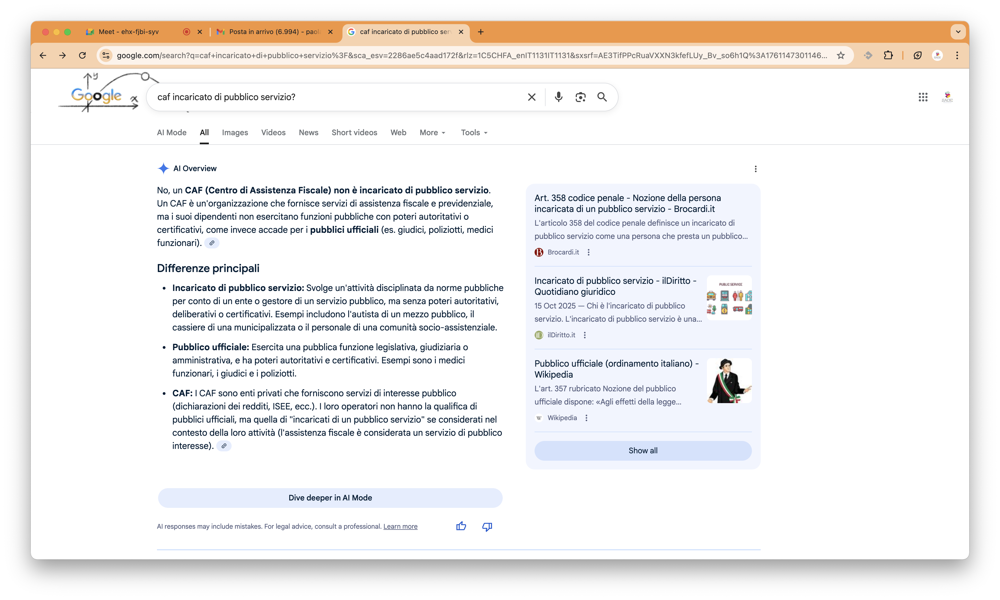 Meet - ehx-fjbi-syv
Posta in arrivo (6.994) - paola
caf incaricato di pubblico ser
google.com/search?q=caf+incaricato+di+pubblico+servizio%3F&sca_esv=2286ae5c4aad172f&rlz=1C5CHFA_enIT1131IT1131&sxsrf=AE3TifPPcRuaVXXN3kfefLUy_Bv_so6h1Q%3A1761147301146...
y
Google
x
caf incaricato di pubblico servizio?
SAGE
AI Mode
All
Images
Videos
News
Short videos
Web
More
Tools
AI Overview
No, un CAF (Centro di Assistenza Fiscale) non è incaricato di pubblico servizio.
Un CAF è un'organizzazione che fornisce servizi di assistenza fiscale e previdenziale,
ma i suoi dipendenti non esercitano funzioni pubbliche con poteri autoritativi o
certificativi, come invece accade per i pubblici ufficiali (es. giudici, poliziotti, medici
funzionari).
Differenze principali
• Incaricato di pubblico servizio: Svolge un'attività disciplinata da norme pubbliche
per conto di un ente o gestore di un servizio pubblico, ma senza poteri autoritativi,
deliberativi o certificativi. Esempi includono l'autista di un mezzo pubblico, il
cassiere di una municipalizzata o il personale di una comunità socio-assistenziale.
• Pubblico ufficiale: Esercita una pubblica funzione legislativa, giudiziaria o
amministrativa, e ha poteri autoritativi e certificativi. Esempi sono i medici
funzionari, i giudici e i poliziotti.
• CAF: I CAF sono enti privati che forniscono servizi di interesse pubblico
(dichiarazioni dei redditi, ISEE, ecc.). I loro operatori non hanno la qualifica di
pubblici ufficiali, ma quella di "incaricati di un pubblico servizio" se considerati nel
contesto della loro attività (l'assistenza fiscale è considerata un servizio di pubblico
interesse).
Dive deeper in AI Mode
AI responses may include mistakes. For legal advice, consult a professional. Learn more
Art. 358 codice penale - Nozione della persona
incaricata di un pubblico servizio - Brocardi.it
L'articolo 358 del codice penale definisce un incaricato di
pubblico servizio come una persona che presta un pubblico...
B
Brocardi.it
Incaricato di pubblico servizio - ilDiritto -
Quotidiano giuridico
15 Oct 2025 — Chi è l'incaricato di pubblico
servizio. L'incaricato di pubblico servizio è una...
PUBLIC SERVICE
ilD
ilDiritto.it
Pubblico ufficiale (ordinamento italiano) -
Wikipedia
L'art. 357 rubricato Nozione del pubblico
ufficiale dispone: «Agli effetti della legge...
W
Wikipedia
Show all